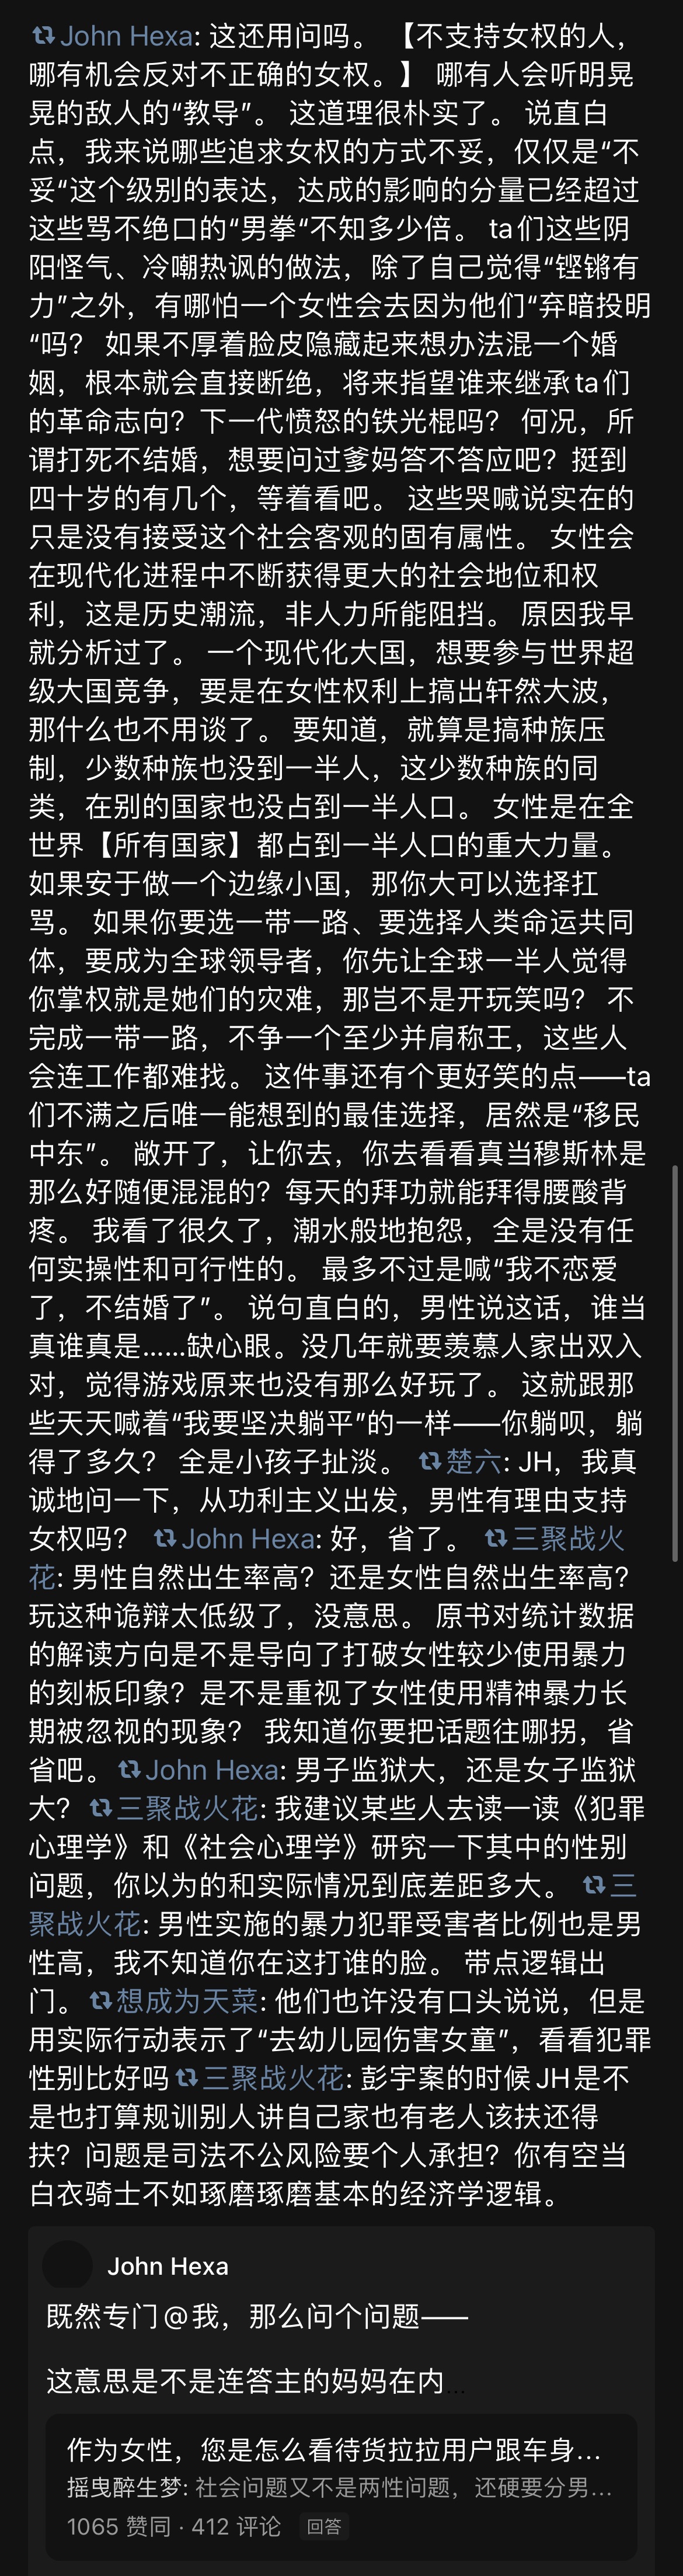 John Hexa: 这还用问吗。 【不支持女权的人，
哪有机会反对不正确的女权。】 哪有人会听明晃
晃的敌人的“教导”。 这道理很朴实了。 说直白
点，我来说哪些追求女权的方式不妥，仅仅是“不
妥“这个级别的表达，达成的影响的分量已经超过
这些骂不绝口的“男拳“不知多少倍。 ta们这些阴
阳怪气、冷嘲热讽的做法，除了自己觉得“铿锵有
力”之外，有哪怕一个女性会去因为他们“弃暗投明
“吗？ 如果不厚着脸皮隐藏起来想办法混一个婚
姻，根本就会直接断绝，将来指望谁来继承ta们
的革命志向？下一代愤怒的铁光棍吗？ 何况，所
谓打死不结婚，想要问过爹妈答不答应吧？挺到
四十岁的有几个，等着看吧。 这些哭喊说实在的
只是没有接受这个社会客观的固有属性。 女性会
在现代化进程中不断获得更大的社会地位和权
利，这是历史潮流，非人力所能阻挡。 原因我早
就分析过了。 一个现代化大国，想要参与世界超
级大国竞争，要是在女性权利上搞出轩然大波，
那什么也不用谈了。 要知道，就算是搞种族压
制，少数种族也没到一半人，这少数种族的同
类，在别的国家也没占到一半人口。 女性是在全
世界【所有国家】都占到一半人口的重大力量。
如果安于做一个边缘小国，那你大可以选择扛
骂。 如果你要选一带一路、要选择人类命运共同
体，要成为全球领导者，你先让全球一半人觉得
你掌权就是她们的灾难，那岂不是开玩笑吗？ 不
完成一带一路，不争一个至少并肩称王，这些人
会连工作都难找。 这件事还有个更好笑的点——ta
们不满之后唯一能想到的最佳选择，居然是“移民
中东”。 敞开了，让你去，你去看看真当穆斯林是
那么好随便混混的？每天的拜功就能拜得腰酸背
疼。 我看了很久了，潮水般地抱怨，全是没有任
何实操性和可行性的。 最多不过是喊“我不恋爱
了，不结婚了”。 说句直白的，男性说这话，谁当
真谁真是……缺心眼。没几年就要羡慕人家出双入
对，觉得游戏原来也没有那么好玩了。 这就跟那
些天天喊着“我要坚决躺平”的一样——你躺呗，躺
得了多久？ 全是小孩子扯淡。 楚六: JH，我真
诚地问一下，从功利主义出发，男性有理由支持
女权吗？ John Hexa: 好，省了。 三聚战火
花: 男性自然出生率高？还是女性自然出生率高？
玩这种诡辩太低级了，没意思。 原书对统计数据
的解读方向是不是导向了打破女性较少使用暴力
的刻板印象？是不是重视了女性使用精神暴力长
期被忽视的现象？ 我知道你要把话题往哪拐，省
省吧。 John Hexa: 男子监狱大，还是女子监狱
大？ 三聚战火花: 我建议某些人去读一读《犯罪
心理学》和《社会心理学》研究一下其中的性别
问题，你以为的和实际情况到底差距多大。 三
聚战火花: 男性实施的暴力犯罪受害者比例也是男
性高，我不知道你在这打谁的脸。 带点逻辑出
门。 想成为天菜: 他们也许没有口头说说，但是
用实际行动表示了“去幼儿园伤害女童”，看看犯罪
性别比好吗 三聚战火花: 彭宇案的时候JH是不
是也打算规训别人讲自己家也有老人该扶还得
扶？问题是司法不公风险要个人承担？你有空当
白衣骑士不如琢磨琢磨基本的经济学逻辑。
John Hexa
既然专门@我，那么问个问题——
这意思是不是连答主的妈妈在内...
作为女性，您是怎么看待货拉拉用户跟车身...
摇曳醉生梦: 社会问题又不是两性问题，还硬要分男...
1065 赞同 · 412 评论 回答